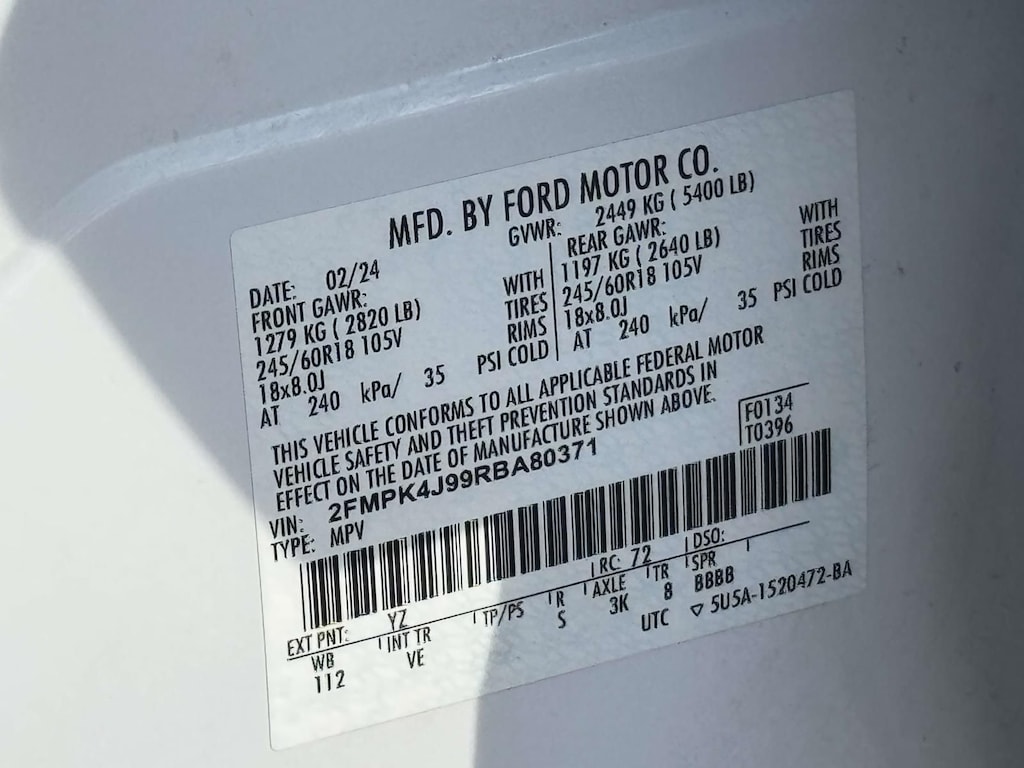 MFD. BY FORD MOTOR CO.
DATE: 02/24
GVWR: 2449 KG ( 5400 LB)
FRONT GAWR:
1279 KG ( 2820 LB) WITH
245/60R18 105V TIRES
18x8.0J RIMS
AT 240 kPa/ 35 PSI COLD
REAR GAWR:
1197 KG ( 2640 LB) WITH
245/60R18 105V TIRES
18x8.0J RIMS
AT 240 kPa/ 35 PSI COLD
THIS VEHICLE CONFORMS TO ALL APPLICABLE FEDERAL MOTOR
VEHICLE SAFETY AND THEFT PREVENTION STANDARDS IN
EFFECT ON THE DATE OF MANUFACTURE SHOWN ABOVE.
F0134
T0396
VIN: 2FMPK4J99RBA80371
TYPE: MPV
EXT PNT: YZ RC: 72 DSO:
WB INT TR TP/PS R AXLE TR SPR
112 VE S 3K 8 BBBB
UTC ▽ 5U5A-1520472-BA